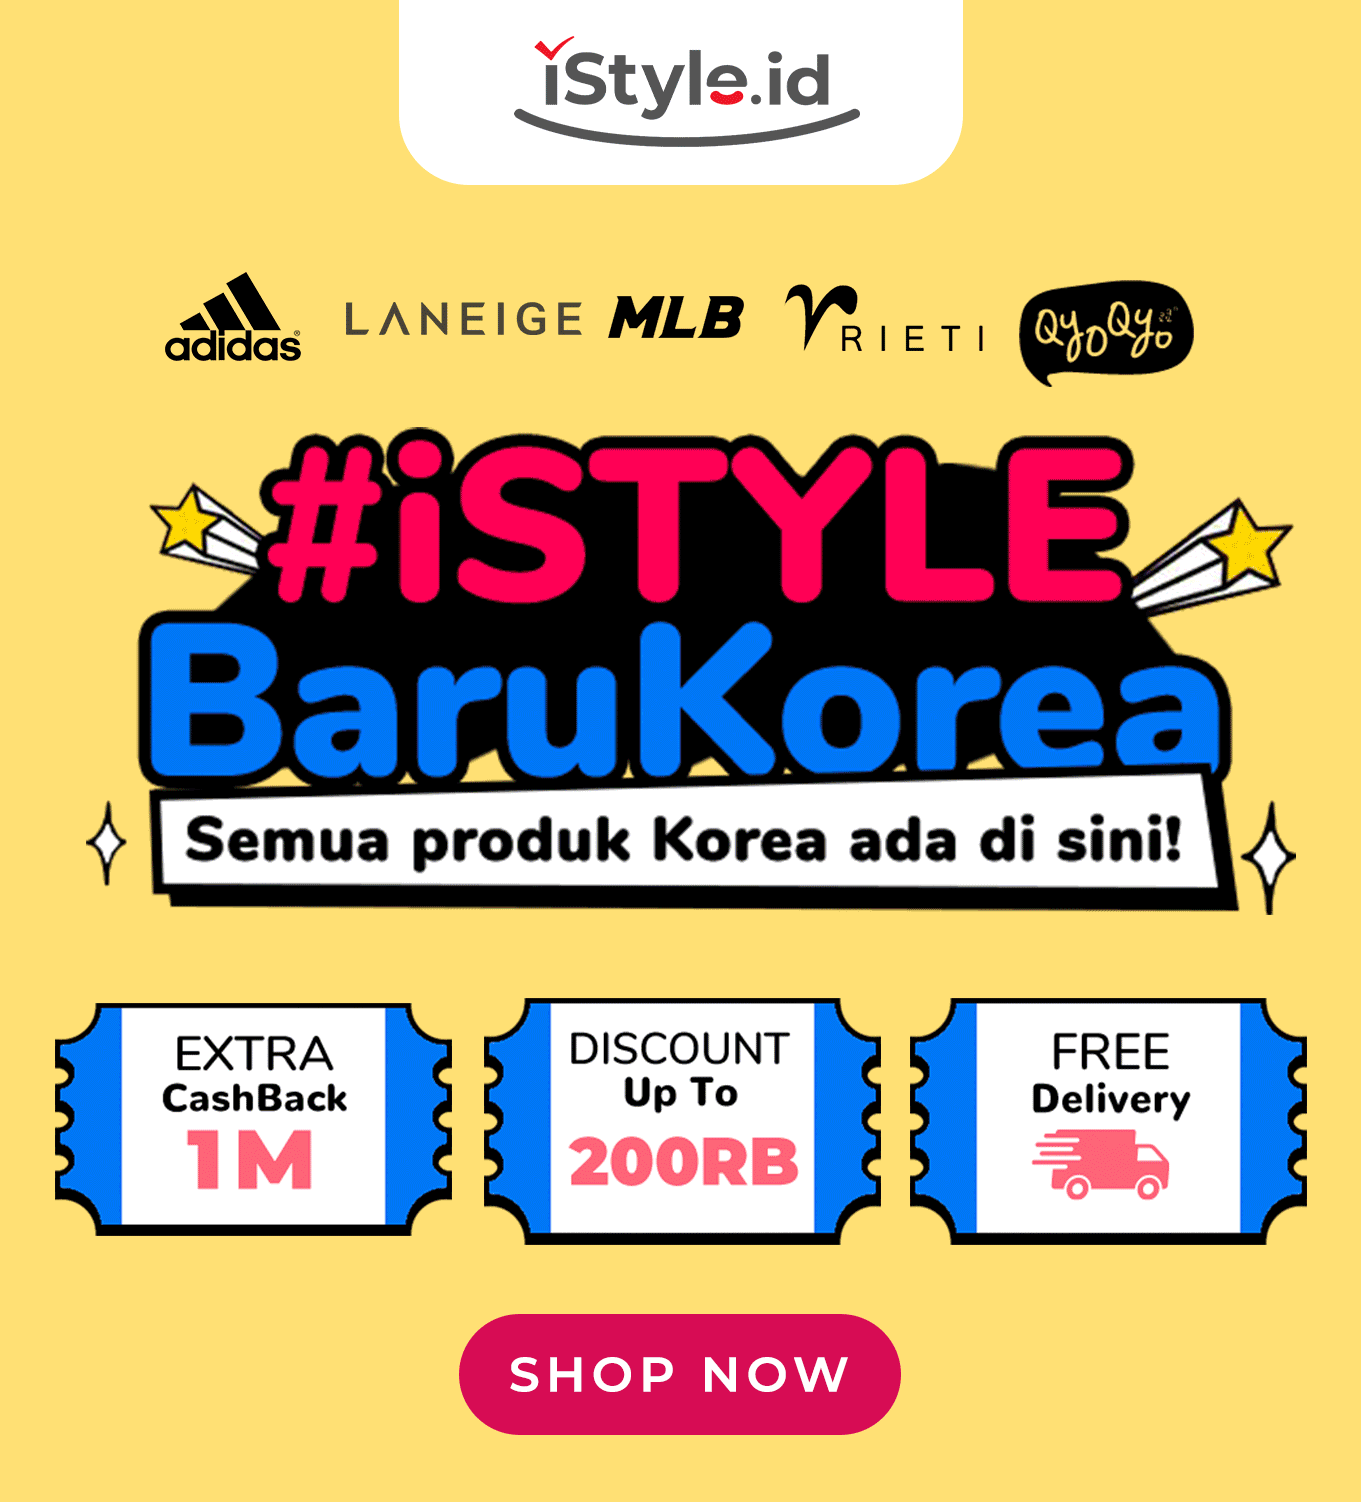 iStyle.id
adidas®
LANEIGE
MLB
RIETI
QyoQyo
#iSTYLE
BaruKorea
Semua produk Korea ada di sini!
EXTRA
CashBack
1M
DISCOUNT
Up To
200RB
FREE
Delivery
SHOP NOW